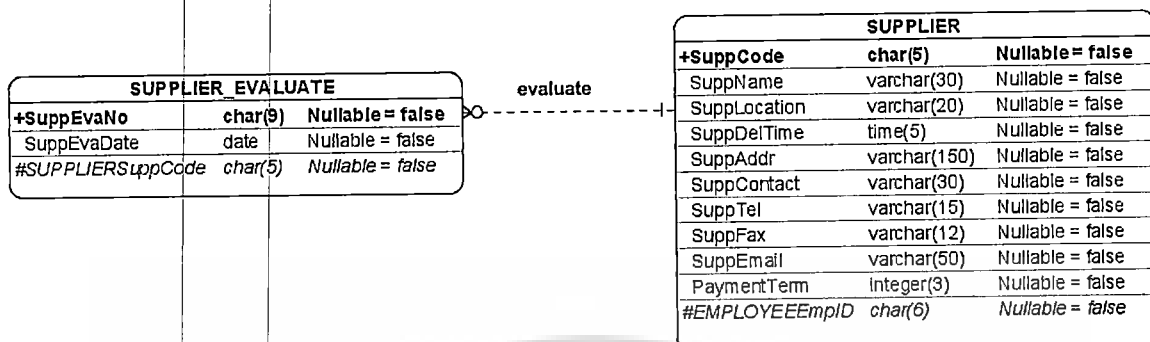 SUPPLIER_EVALUATE
+SuppEvaNo char(9) Nullable = false
SuppEvaDate date Nullable = false
#SUPPLIERSuppCode char(5) Nullable = false
evaluate
SUPPLIER
+SuppCode char(5) Nullable = false
SuppName varchar(30) Nullable = false
SuppLocation varchar(20) Nullable = false
SuppDelTime time(5) Nullable = false
SuppAddr varchar(150) Nullable = false
SuppContact varchar(30) Nullable = false
SuppTel varchar(15) Nullable = false
SuppFax varchar(12) Nullable = false
SuppEmail varchar(50) Nullable = false
PaymentTerm integer(3) Nullable = false
#EMPLOYEEEmpID char(6) Nullable = false